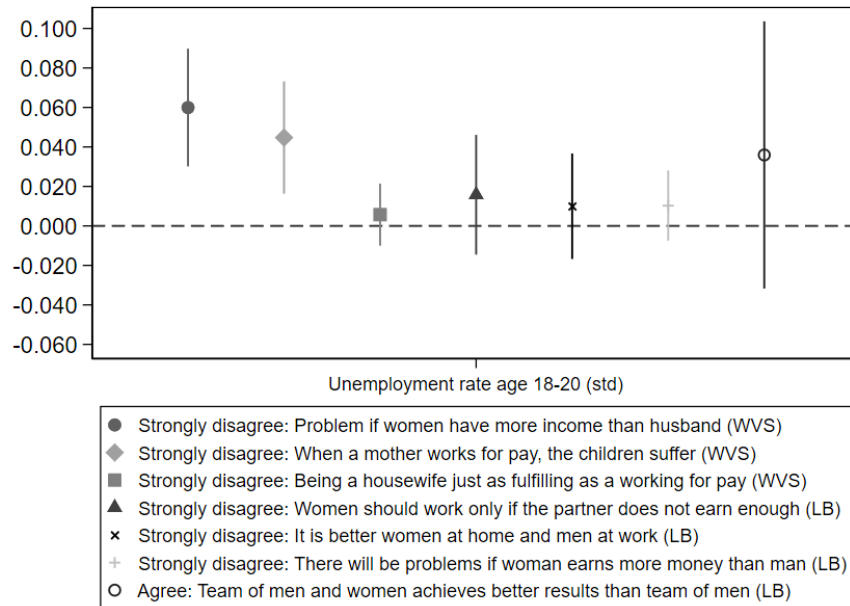 0.100
0.080
0.060
0.040
0.020
0.000
-0.020
-0.040
-0.060
Unemployment rate age 18-20 (std)
Strongly disagree: Problem if women have more income than husband (WVS)
Strongly disagree: When a mother works for pay, the children suffer (WVS)
Strongly disagree: Being a housewife just as fulfilling as a working for pay (WVS)
Strongly disagree: Women should work only if the partner does not earn enough (LB)
Strongly disagree: It is better women at home and men at work (LB)
Strongly disagree: There will be problems if woman earns more money than man (LB)
Agree: Team of men and women achieves better results than team of men (LB)